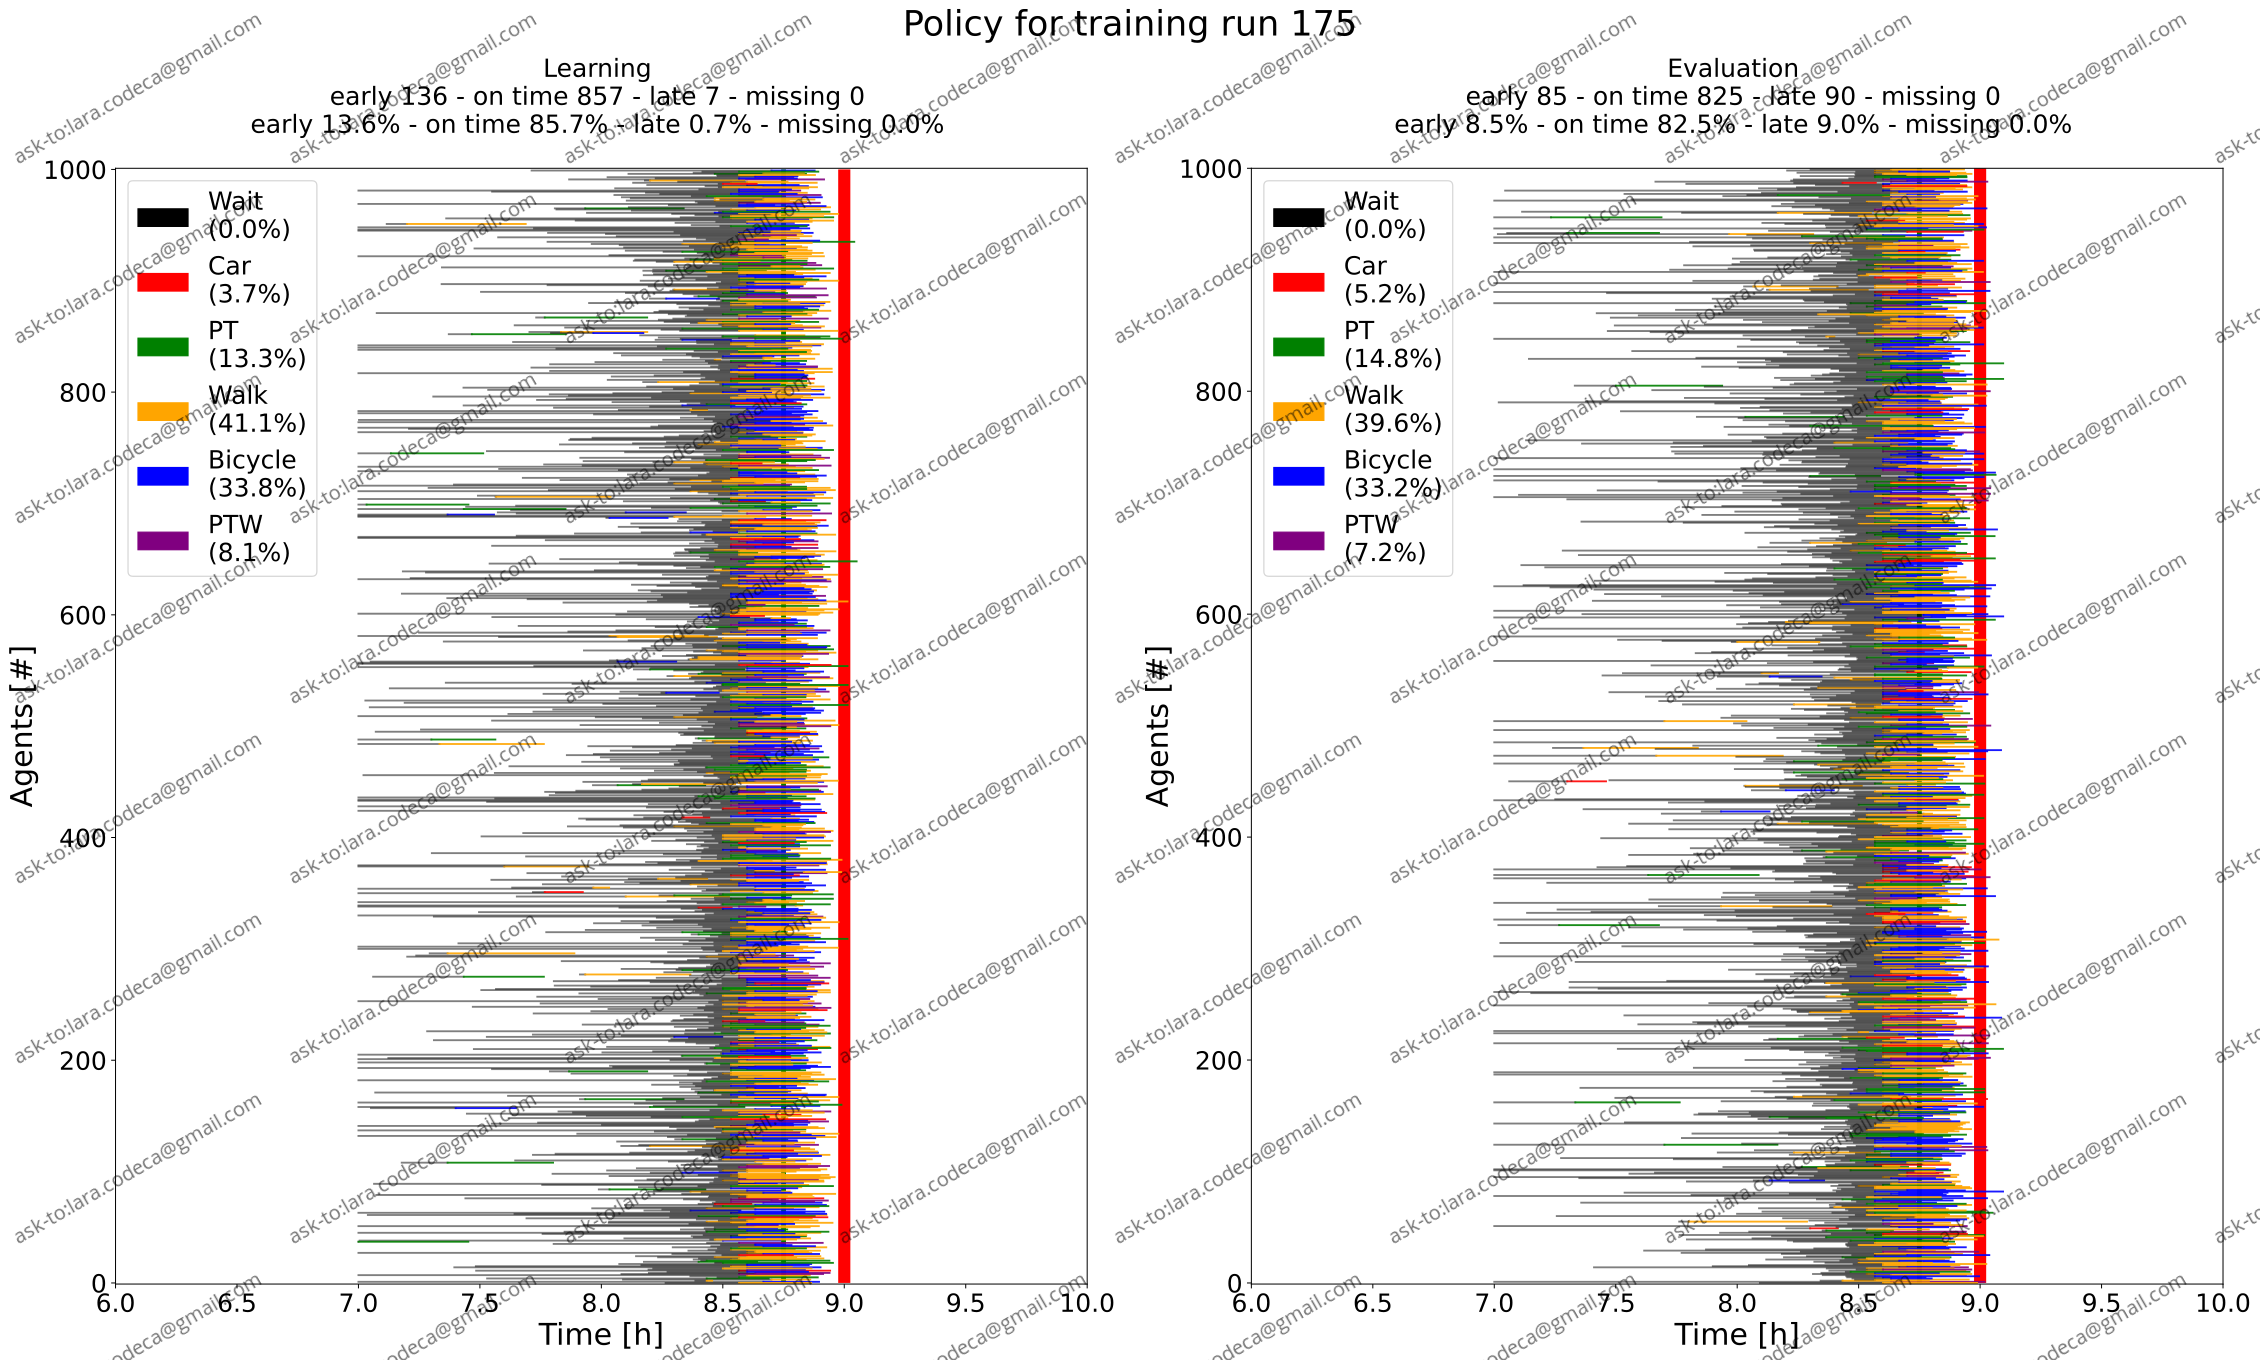 Policy for training run 175
Learning
early 136 - on time 857 - late 7 - missing 0
early 13.6% - on time 85.7% - late 0.7% - missing 0.0%
1000
800
600
400
200
0
Agents [#]
Wait
(0.0%)
Car
(3.7%)
PT
(13.3%)
Walk
(41.1%)
Bicycle
(33.8%)
PTW
(8.1%)
6.0 6.5 7.0 7.5 8.0 8.5 9.0 9.5 10.0
Time [h]
Evaluation
early 85 - on time 825 - late 90 - missing 0
early 8.5% - on time 82.5% - late 9.0% - missing 0.0%
1000
800
600
400
200
0
Agents [#]
Wait
(0.0%)
Car
(5.2%)
PT
(14.8%)
Walk
(39.6%)
Bicycle
(33.2%)
PTW
(7.2%)
6.0 6.5 7.0 7.5 8.0 8.5 9.0 9.5 10.0
Time [h]
ask-to:lara.codeca@gmail.com